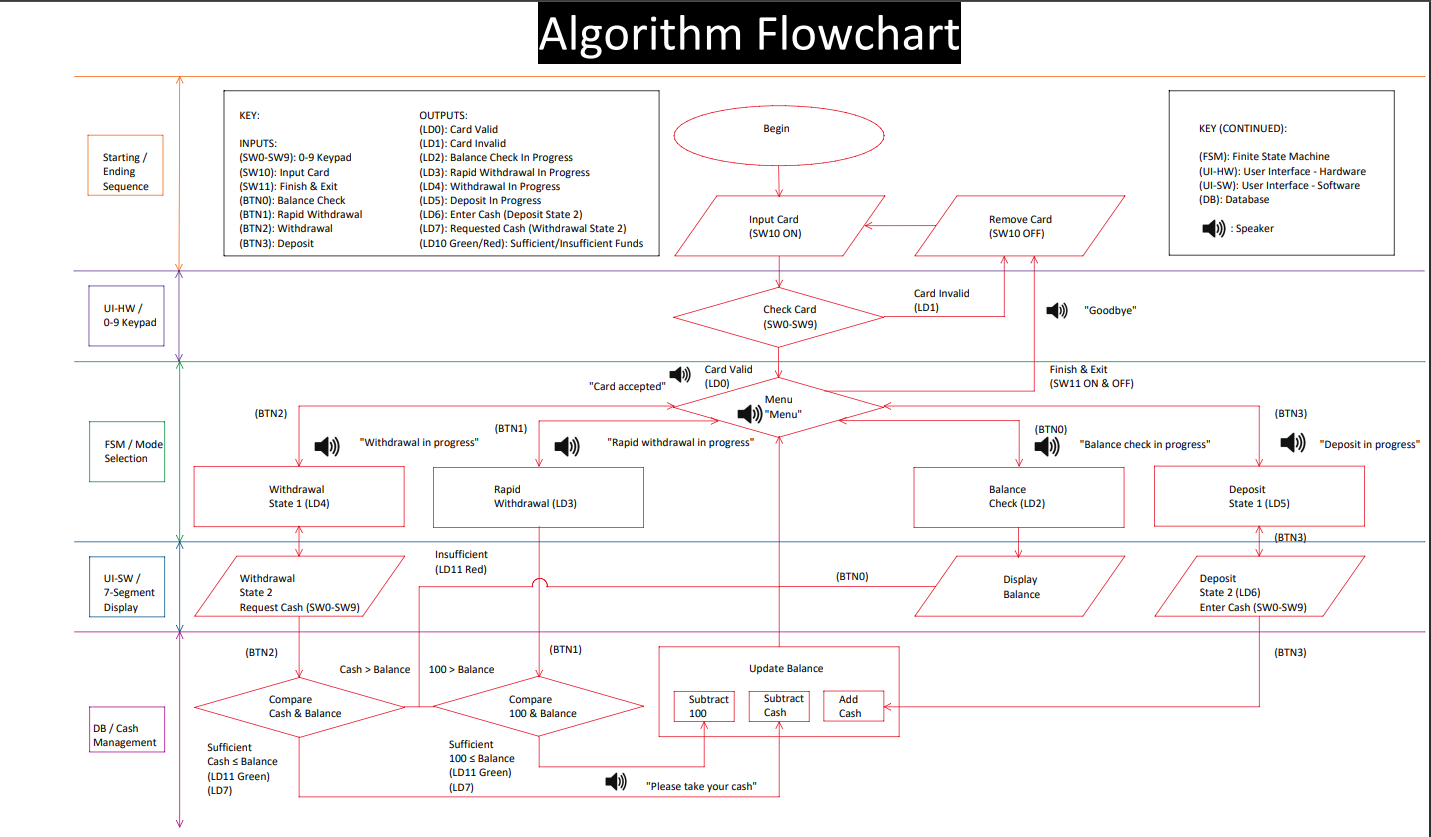 Algorithm Flowchart
Starting /
Ending
Sequence
KEY:
INPUTS:
(SW0-SW9): 0-9 Keypad
(SW10): Input Card
(SW11): Finish & Exit
(BTN0): Balance Check
(BTN1): Rapid Withdrawal
(BTN2): Withdrawal
(BTN3): Deposit
OUTPUTS:
(LD0): Card Valid
(LD1): Card Invalid
(LD2): Balance Check In Progress
(LD3): Rapid Withdrawal In Progress
(LD4): Withdrawal In Progress
(LD5): Deposit In Progress
(LD6): Enter Cash (Deposit State 2)
(LD7): Requested Cash (Withdrawal State 2)
(LD10 Green/Red): Sufficient/Insufficient Funds
Begin
Input Card
(SW10 ON)
Remove Card
(SW10 OFF)
KEY (CONTINUED):
(FSM): Finite State Machine
(UI-HW): User Interface - Hardware
(UI-SW): User Interface - Software
(DB): Database
: Speaker
UI-HW /
0-9 Keypad
Check Card
(SW0-SW9)
Card Invalid
(LD1)
"Goodbye"
FSM / Mode
Selection
"Card accepted"
Card Valid
(LD0)
Finish & Exit
(SW11 ON & OFF)
Menu
"Menu"
(BTN2)
"Withdrawal in progress"
(BTN1)
"Rapid withdrawal in progress"
(BTN0)
"Balance check in progress"
(BTN3)
"Deposit in progress"
Withdrawal
State 1 (LD4)
Rapid
Withdrawal (LD3)
Balance
Check (LD2)
Deposit
State 1 (LD5)
(BTN3)
UI-SW /
7-Segment
Display
Withdrawal
State 2
Request Cash (SW0-SW9)
Insufficient
(LD11 Red)
(BTN0)
Display
Balance
Deposit
State 2 (LD6)
Enter Cash (SW0-SW9)
DB / Cash
Management
(BTN2)
Cash > Balance
100 > Balance
(BTN1)
(BTN3)
Compare
Cash & Balance
Compare
100 & Balance
Update Balance
Subtract
100
Subtract
Cash
Add
Cash
Sufficient
Cash ≤ Balance
(LD11 Green)
(LD7)
Sufficient
100 ≤ Balance
(LD11 Green)
(LD7)
"Please take your cash"